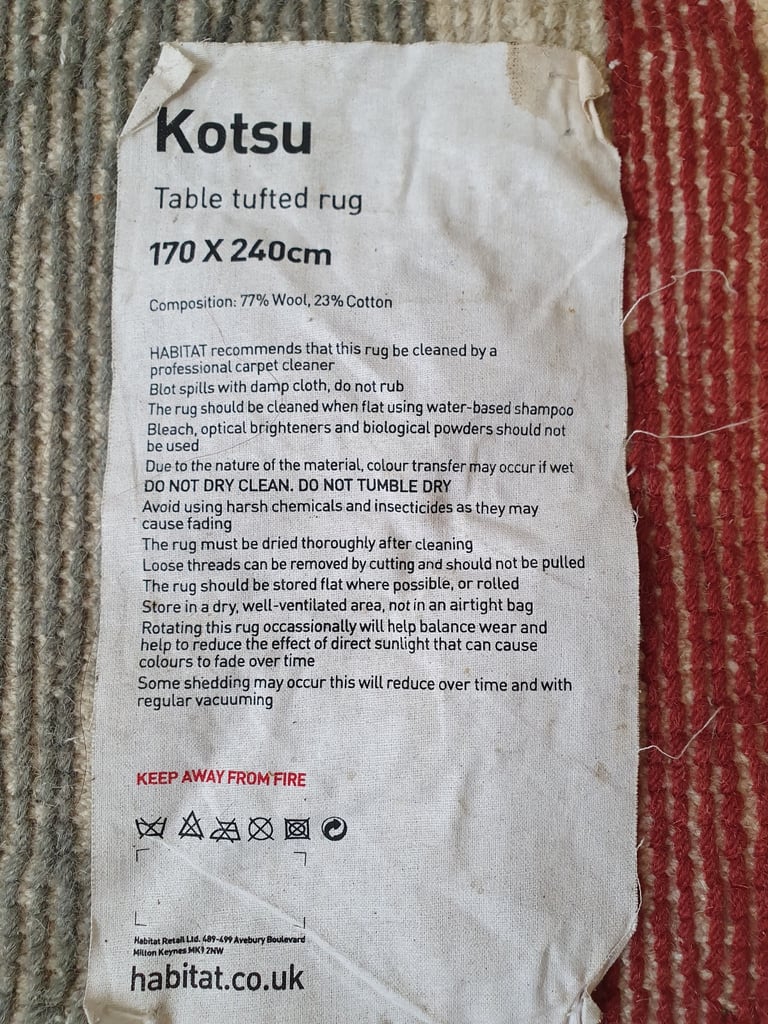 Kotsu
Table tufted rug
170 X 240cm
Composition: 77% Wool, 23% Cotton
HABITAT recommends that this rug be cleaned by a
professional carpet cleaner
Blot spills with damp cloth, do not rub
The rug should be cleaned when flat using water-based shampoo
Bleach, optical brighteners and biological powders should not
be used
Due to the nature of the material, colour transfer may occur if wet
DO NOT DRY CLEAN. DO NOT TUMBLE DRY
Avoid using harsh chemicals and insecticides as they may
cause fading
The rug must be dried thoroughly after cleaning
Loose threads can be removed by cutting and should not be pulled
The rug should be stored flat where possible, or rolled
Store in a dry, well-ventilated area, not in an airtight bag
Rotating this rug occassionally will help balance wear and
help to reduce the effect of direct sunlight that can cause
colours to fade over time
Some shedding may occur this will reduce over time and with
regular vacuuming
KEEP AWAY FROM FIRE
Habitat Retail Ltd. 489-499 Avebury Boulevard
Milton Keynes MK9 2NW
habitat.co.uk